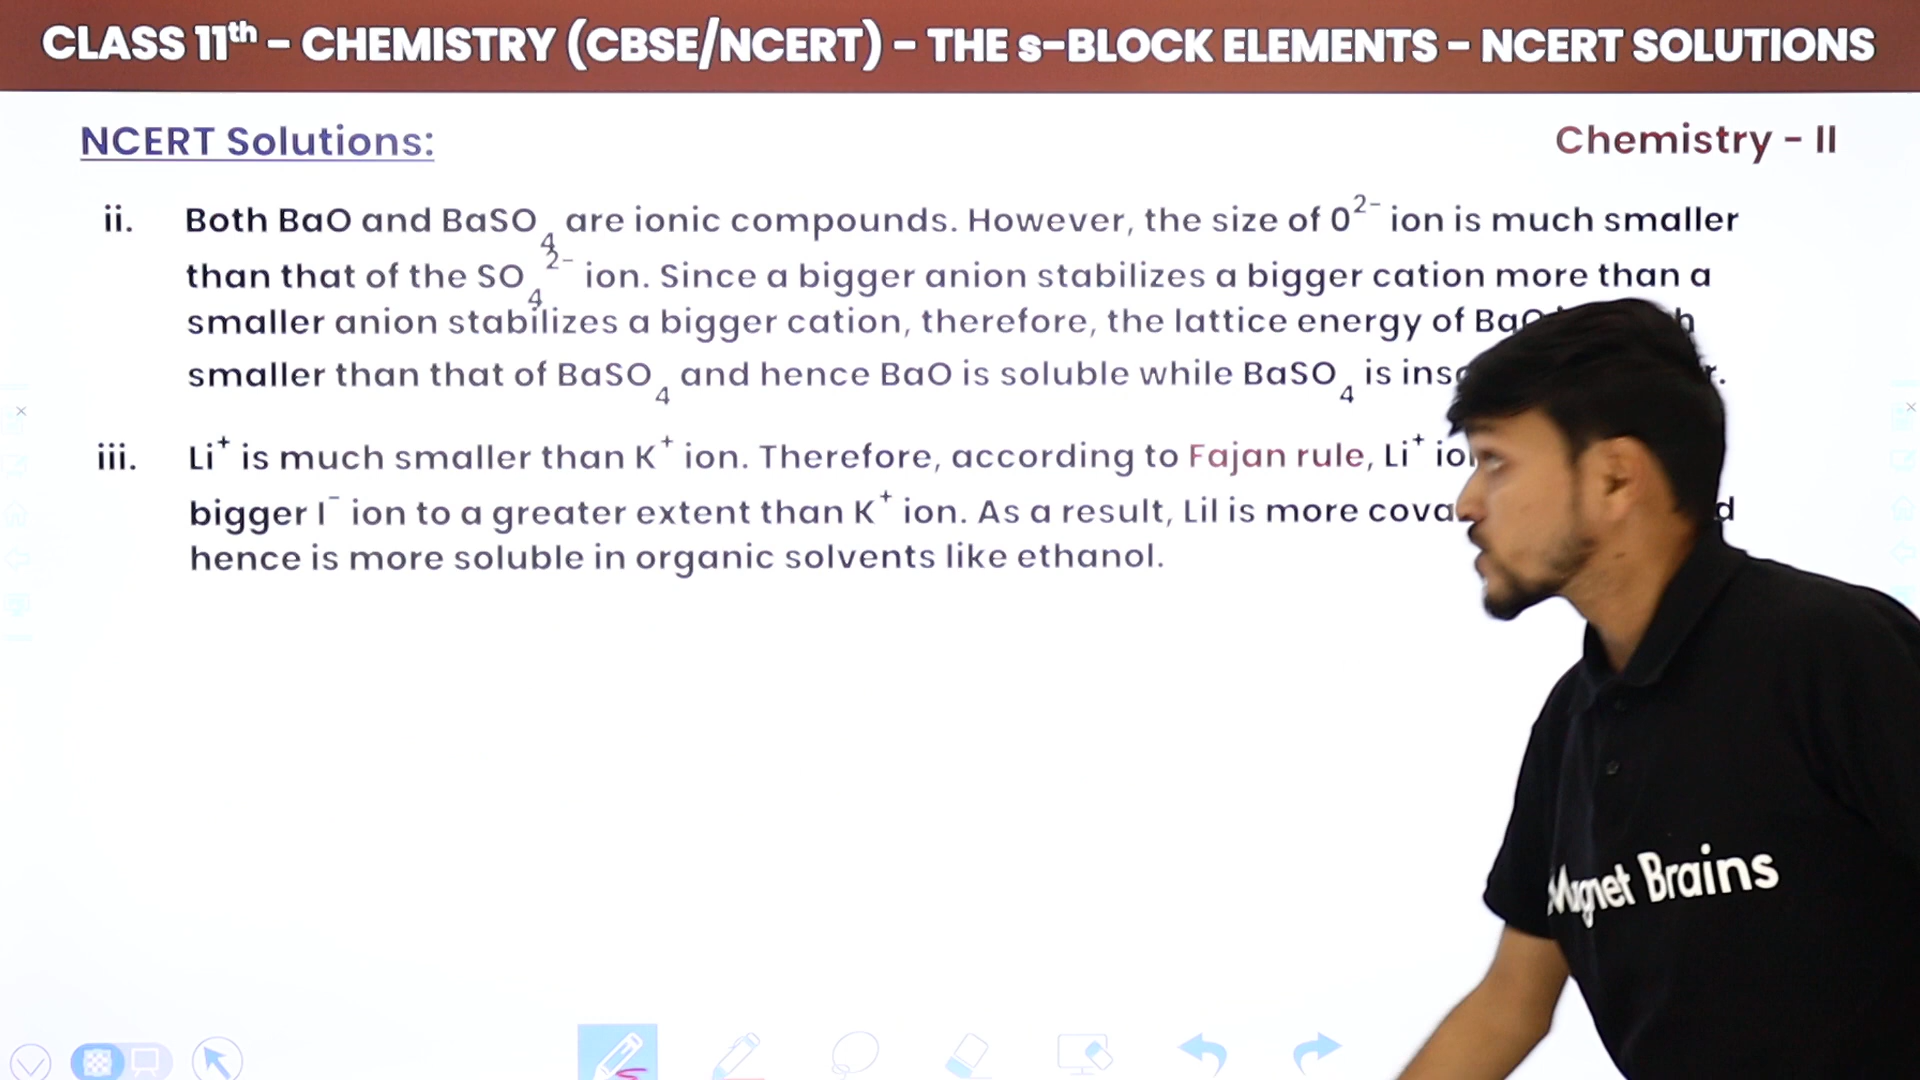 CLASS 11th – CHEMISTRY (CBSE/NCERT) – THE s-BLOCK ELEMENTS – NCERT SOLUTIONS
NCERT Solutions:
Chemistry - II
ii. Both BaO and BaSO₄ are ionic compounds. However, the size of 0²⁻ ion is much smaller
than that of the SO₄²⁻ ion. Since a bigger anion stabilizes a bigger cation more than a
smaller anion stabilizes a bigger cation, therefore, the lattice energy of BaO
smaller than that of BaSO₄ and hence BaO is soluble while BaSO₄ is
iii. Li⁺ is much smaller than K⁺ ion. Therefore, according to Fajan rule, Li⁺
bigger I⁻ ion to a greater extent than K⁺ ion. As a result, LiI is more
hence is more soluble in organic solvents like ethanol.
Magnet Brains